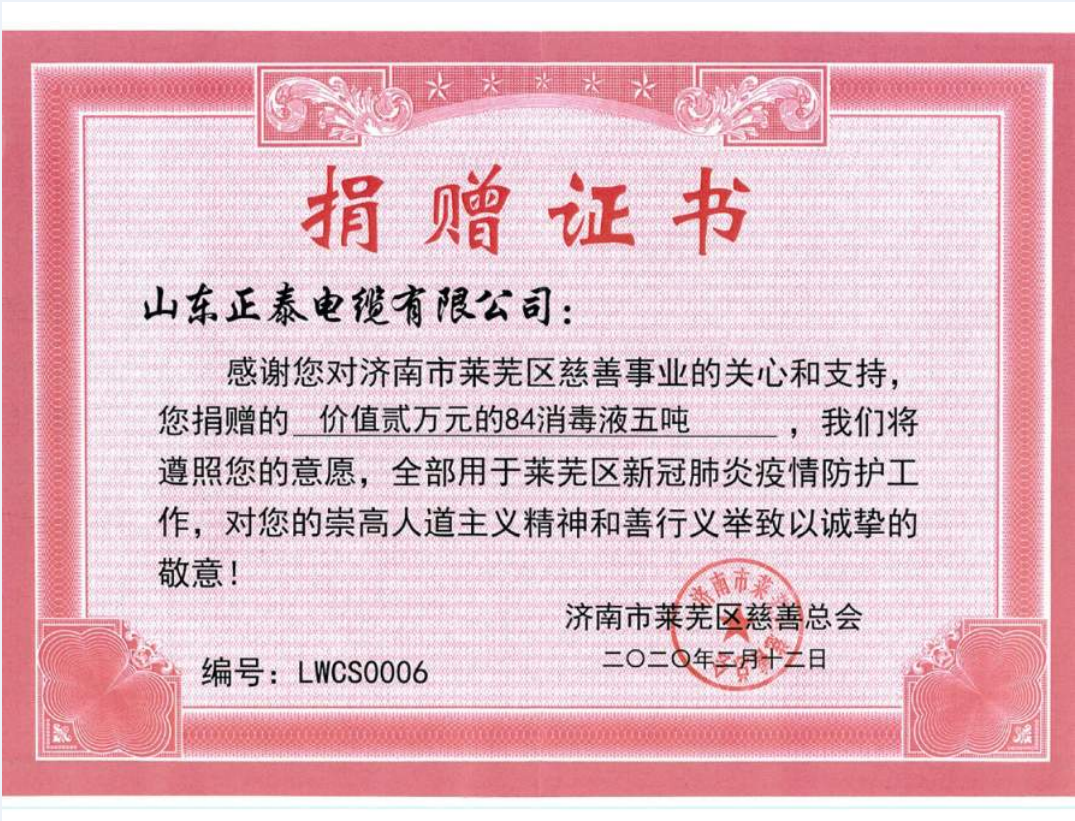 捐赠证书
山东正泰电缆有限公司：
感谢您对济南市莱芜区慈善事业的关心和支持，
您捐赠的 价值贰万元的84消毒液五吨 ，我们将
遵照您的意愿，全部用于莱芜区新冠肺炎疫情防护工
作，对您的崇高人道主义精神和善行义举致以诚挚的
敬意！
济南市莱芜区慈善总会
二〇二〇年二月十二日
编号：LWCS0006
济南市莱芜